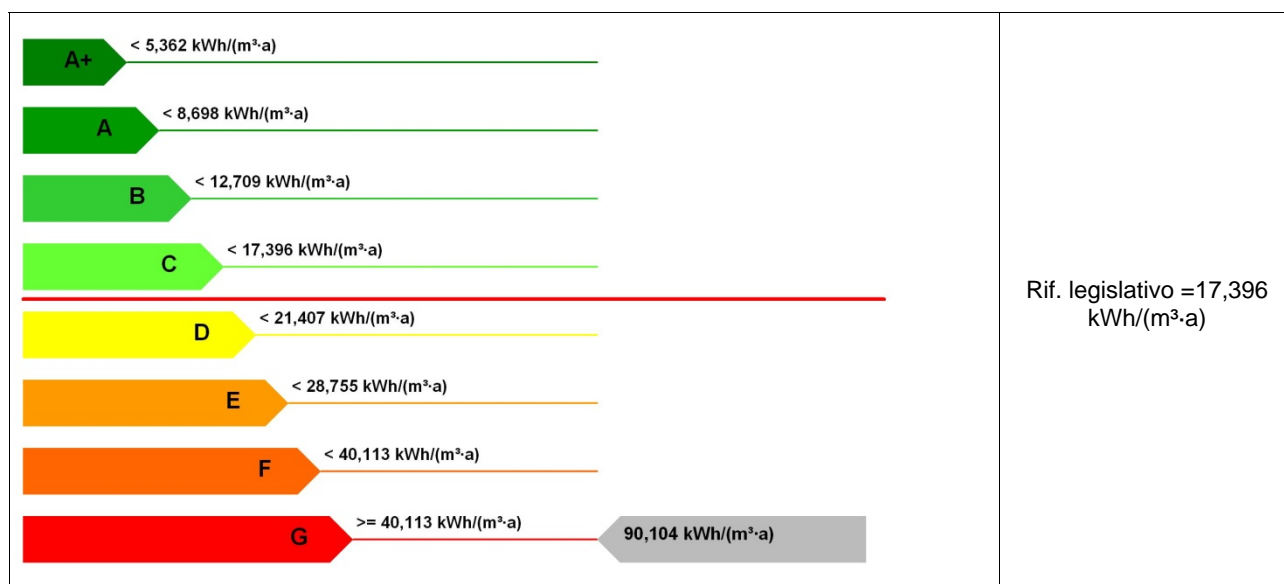 A+ < 5,362 kWh/(m³·a)
A < 8,698 kWh/(m³·a)
B < 12,709 kWh/(m³·a)
C < 17,396 kWh/(m³·a)
D < 21,407 kWh/(m³·a)
E < 28,755 kWh/(m³·a)
F < 40,113 kWh/(m³·a)
G >= 40,113 kWh/(m³·a) 90,104 kWh/(m³·a)
Rif. legislativo =17,396
kWh/(m³·a)